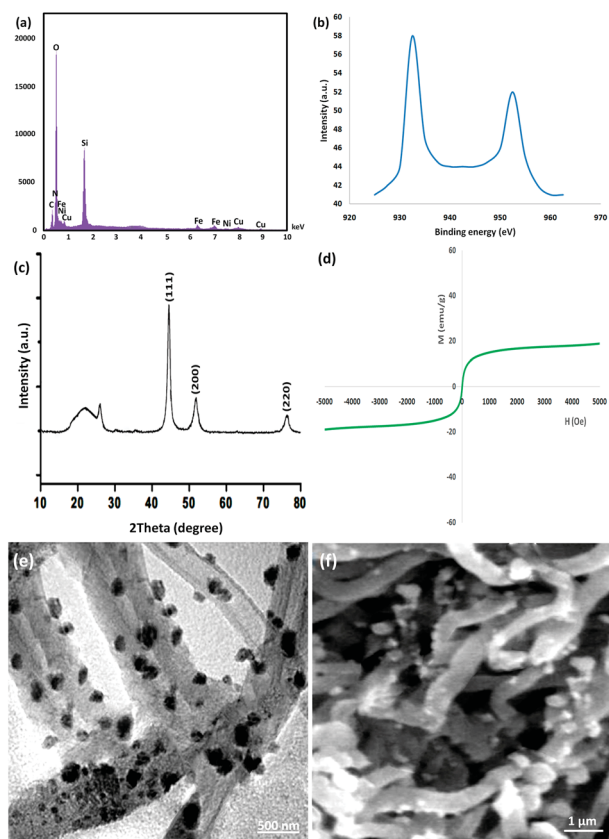 (a)
20000
15000
10000
5000
0
O
Si
N
C
Fe
Ni
Cu
Fe
Fe
Ni
Cu
Cu
0 1 2 3 4 5 6 7 8 9 10 keV
(b)
Intensity (a.u.)
60
58
56
54
52
50
48
46
44
42
40
920 930 940 950 960 970
Binding energy (eV)
(c)
Intensity (a.u.)
(111)
(200)
(220)
10 20 30 40 50 60 70 80
2Theta (degree)
(d)
M (emu/g)
60
40
20
0
-20
-40
-60
-5000 -4000 -3000 -2000 -1000 0 1000 2000 3000 4000 5000
H (Oe)
(e)
500 nm
(f)
1 µm